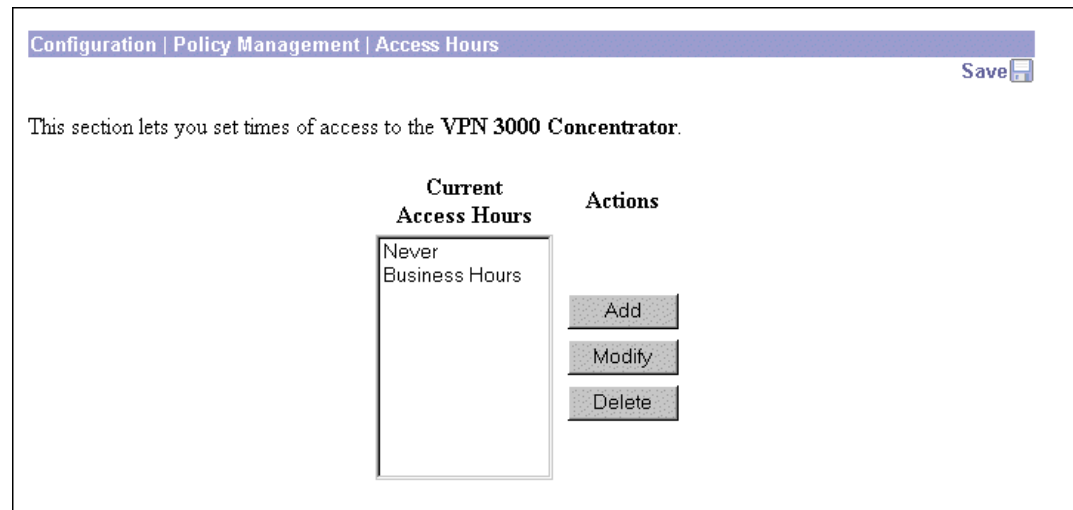 Configuration | Policy Management | Access Hours
Save
This section lets you set times of access to the VPN 3000 Concentrator.
Current
Access Hours
Actions
Never
Business Hours
Add
Modify
Delete